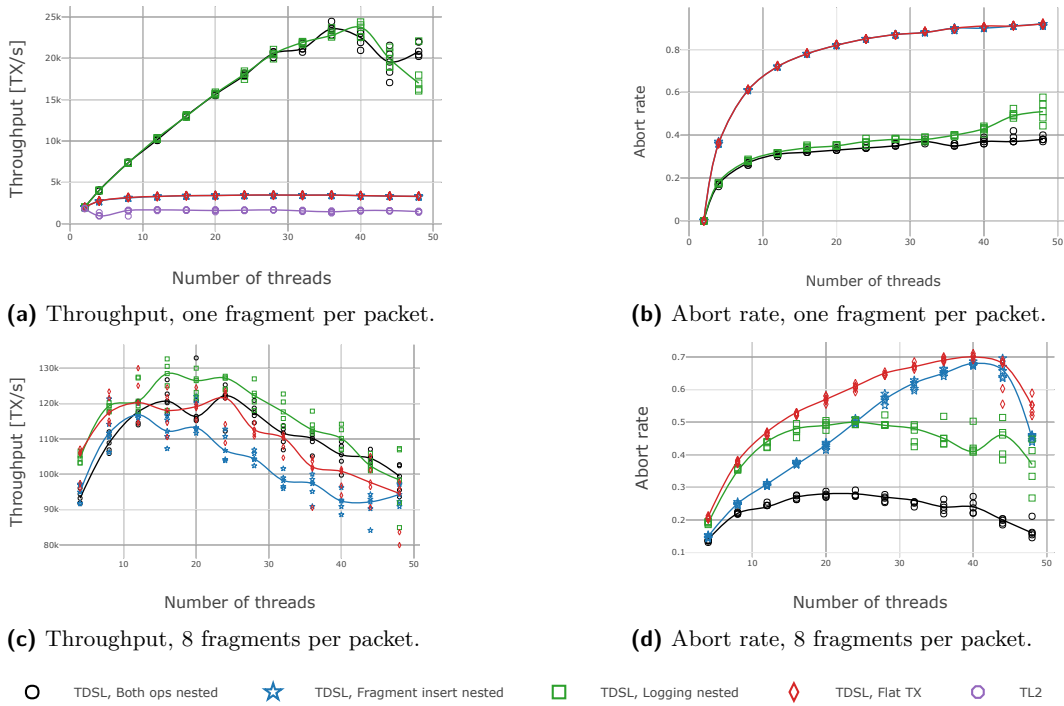 25k
20k
15k
10k
5k
0
Throughput [TX/s]
0 10 20 30 40 50
Number of threads
(a) Throughput, one fragment per packet.
0.8
0.6
0.4
0.2
0
Abort rate
0 10 20 30 40 50
Number of threads
(b) Abort rate, one fragment per packet.
130k
120k
110k
100k
90k
80k
Throughput [TX/s]
10 20 30 40 50
Number of threads
(c) Throughput, 8 fragments per packet.
0.7
0.6
0.5
0.4
0.3
0.2
0.1
Abort rate
10 20 30 40 50
Number of threads
(d) Abort rate, 8 fragments per packet.
TDSL, Both ops nested TDSL, Fragment insert nested TDSL, Logging nested TDSL, Flat TX TL2